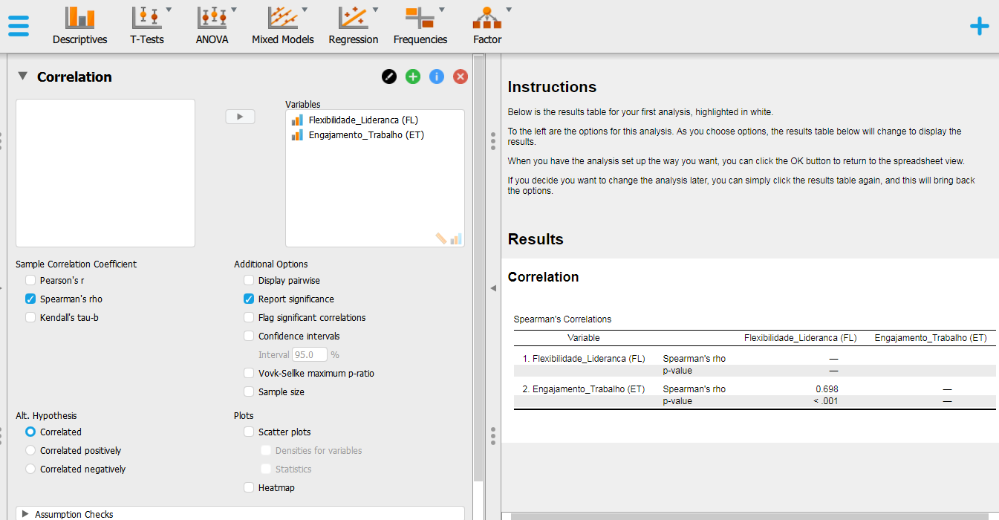 Descriptives
T-Tests
ANOVA
Mixed Models
Regression
Frequencies
Factor
Correlation
Variables
Flexibilidade_Lideranca (FL)
Engajamento_Trabalho (ET)
Sample Correlation Coefficient
Pearson's r
Spearman's rho
Kendall's tau-b
Additional Options
Display pairwise
Report significance
Flag significant correlations
Confidence intervals
Interval 95.0 %
Vovk-Sellke maximum p-ratio
Sample size
Alt. Hypothesis
Correlated
Correlated positively
Correlated negatively
Plots
Scatter plots
Densities for variables
Statistics
Heatmap
Assumption Checks
Instructions
Below is the results table for your first analysis, highlighted in white.
To the left are the options for this analysis. As you choose options, the results table below will change to display the
results.
When you have the analysis set up the way you want, you can click the OK button to return to the spreadsheet view.
If you decide you want to change the analysis later, you can simply click the results table again, and this will bring back
the options.
Results
Correlation
Spearman's Correlations
Variable Flexibilidade_Lideranca (FL) Engajamento_Trabalho (ET)
1. Flexibilidade_Lideranca (FL) Spearman's rho —
p-value —
2. Engajamento_Trabalho (ET) Spearman's rho 0.698 —
p-value < .001 —